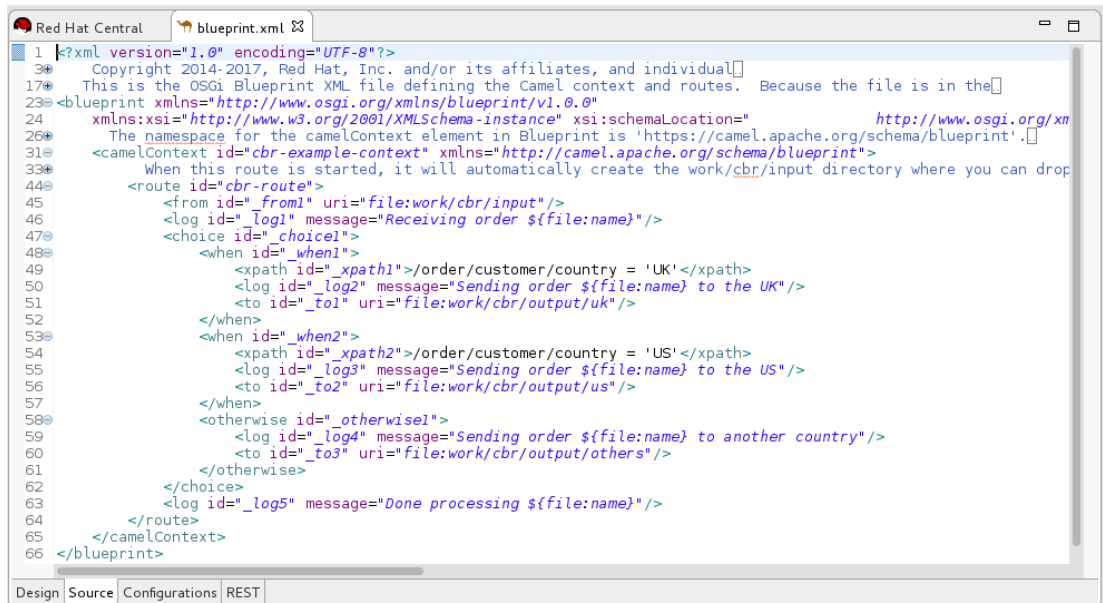 Red Hat Central blueprint.xml
1 <?xml version="1.0" encoding="UTF-8"?>
3 Copyright 2014-2017, Red Hat, Inc. and/or its affiliates, and individual
17 This is the OSGi Blueprint XML file defining the Camel context and routes. Because the file is in the
23 <blueprint xmlns="http://www.osgi.org/xmlns/blueprint/v1.0.0"
24 xmlns:xsi="http://www.w3.org/2001/XMLSchema-instance" xsi:schemaLocation=" http://www.osgi.org/xm
26 The namespace for the camelContext element in Blueprint is 'https://camel.apache.org/schema/blueprint'.
31 <camelContext id="cbr-example-context" xmlns="http://camel.apache.org/schema/blueprint">
33 When this route is started, it will automatically create the work/cbr/input directory where you can drop
44 <route id="cbr-route">
45 <from id="_from1" uri="file:work/cbr/input"/>
46 <log id="_log1" message="Receiving order ${file:name}"/>
47 <choice id="_choice1">
48 <when id="_when1">
49 <xpath id="_xpath1">/order/customer/country = 'UK'</xpath>
50 <log id="_log2" message="Sending order ${file:name} to the UK"/>
51 <to id="_to1" uri="file:work/cbr/output/uk"/>
52 </when>
53 <when id="_when2">
54 <xpath id="_xpath2">/order/customer/country = 'US'</xpath>
55 <log id="_log3" message="Sending order ${file:name} to the US"/>
56 <to id="_to2" uri="file:work/cbr/output/us"/>
57 </when>
58 <otherwise id="_otherwise1">
59 <log id="_log4" message="Sending order ${file:name} to another country"/>
60 <to id="_to3" uri="file:work/cbr/output/others"/>
61 </otherwise>
62 </choice>
63 <log id="_log5" message="Done processing ${file:name}"/>
64 </route>
65 </camelContext>
66 </blueprint>
Design Source Configurations REST